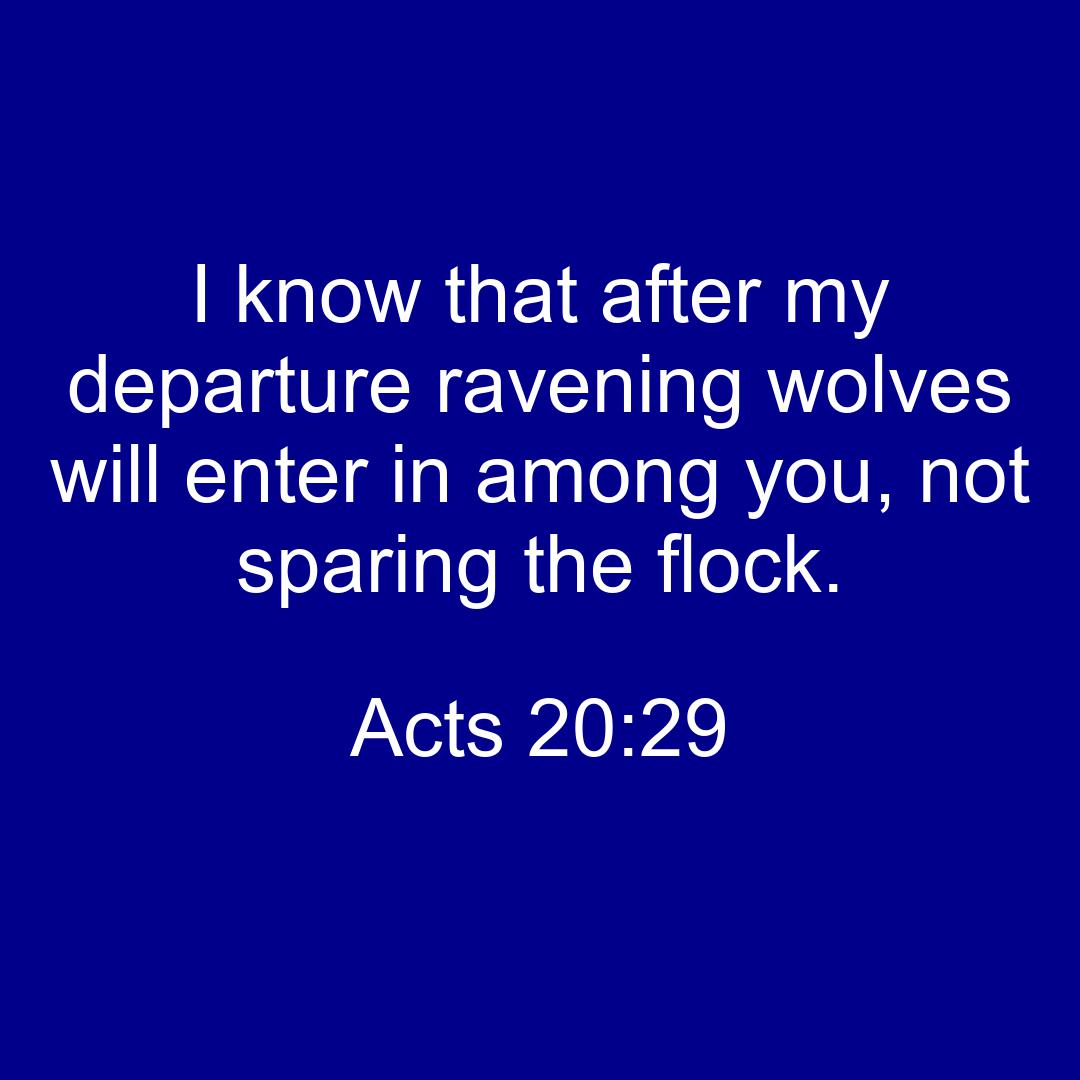 I know that after my
departure ravening wolves
will enter in among you, not
sparing the flock.
Acts 20:29